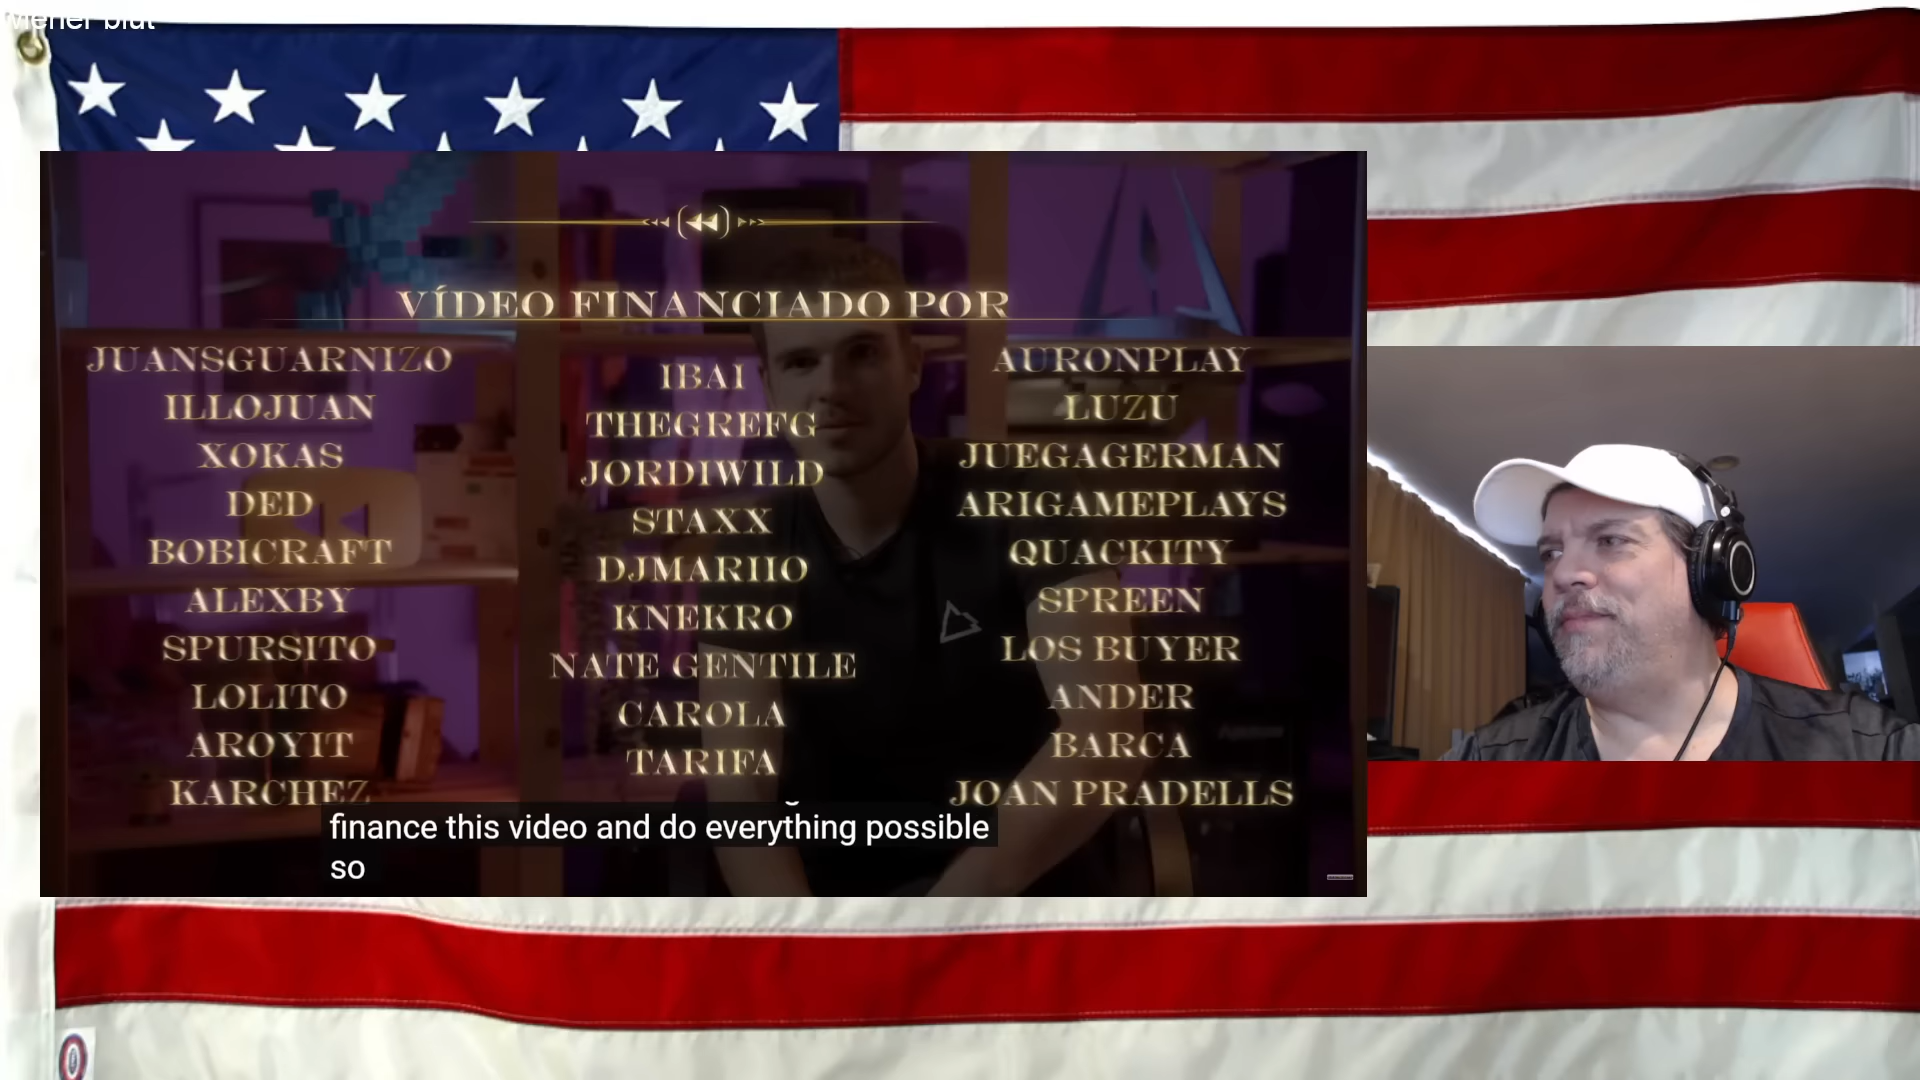 wiener blut
VÍDEO FINANCIADO POR
JUANSGUARNIZO
ILLOJUAN
XOKAS
DED
BOBICRAFT
ALEXBY
SPURSITO
LOLITO
AROYIT
KARCHEZ
IBAI
THEGREFG
JORDIWILD
STAXX
DJMARIIO
KNEKRO
NATE GENTILE
CAROLA
TARIFA
AURONPLAY
LUZU
JUEGAGERMAN
ARIGAMEPLAYS
QUACKITY
SPREEN
LOS BUYER
ANDER
BARCA
JOAN PRADELLS
finance this video and do everything possible
so